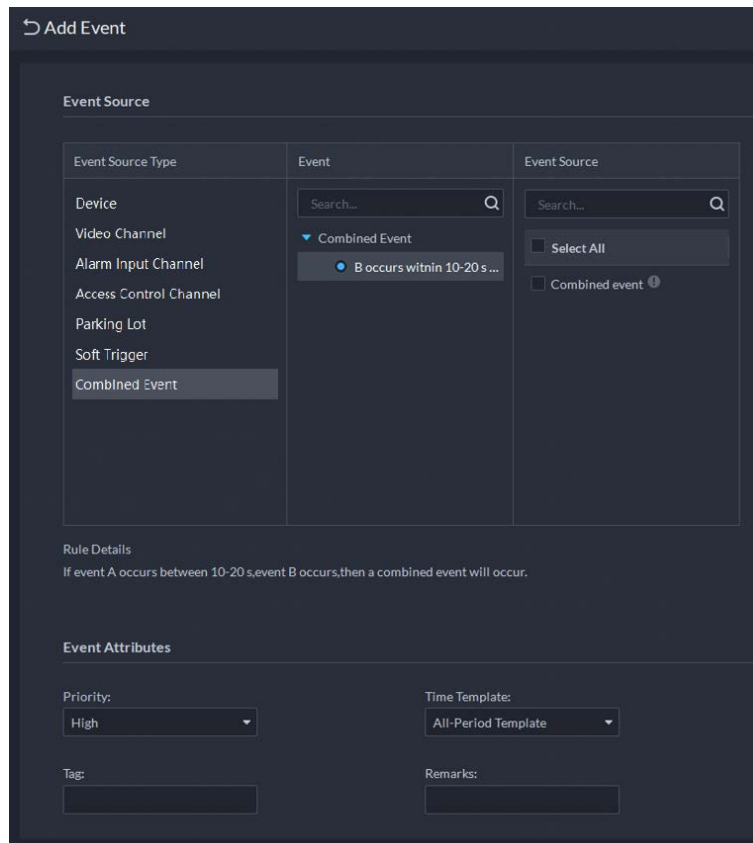 Add Event
Event Source
Event Source Type
Event
Event Source
Device
Video Channel
Alarm Input Channel
Access Control Channel
Parking Lot
Soft Trigger
Combined Event
Search...
Combined Event
B occurs witnin 10-20 s ...
Search...
Select All
Combined event
Rule Details
If event A occurs between 10-20 s,event B occurs,then a combined event will occur.
Event Attributes
Priority:
Time Template:
High
All-Period Template
Tag:
Remarks: